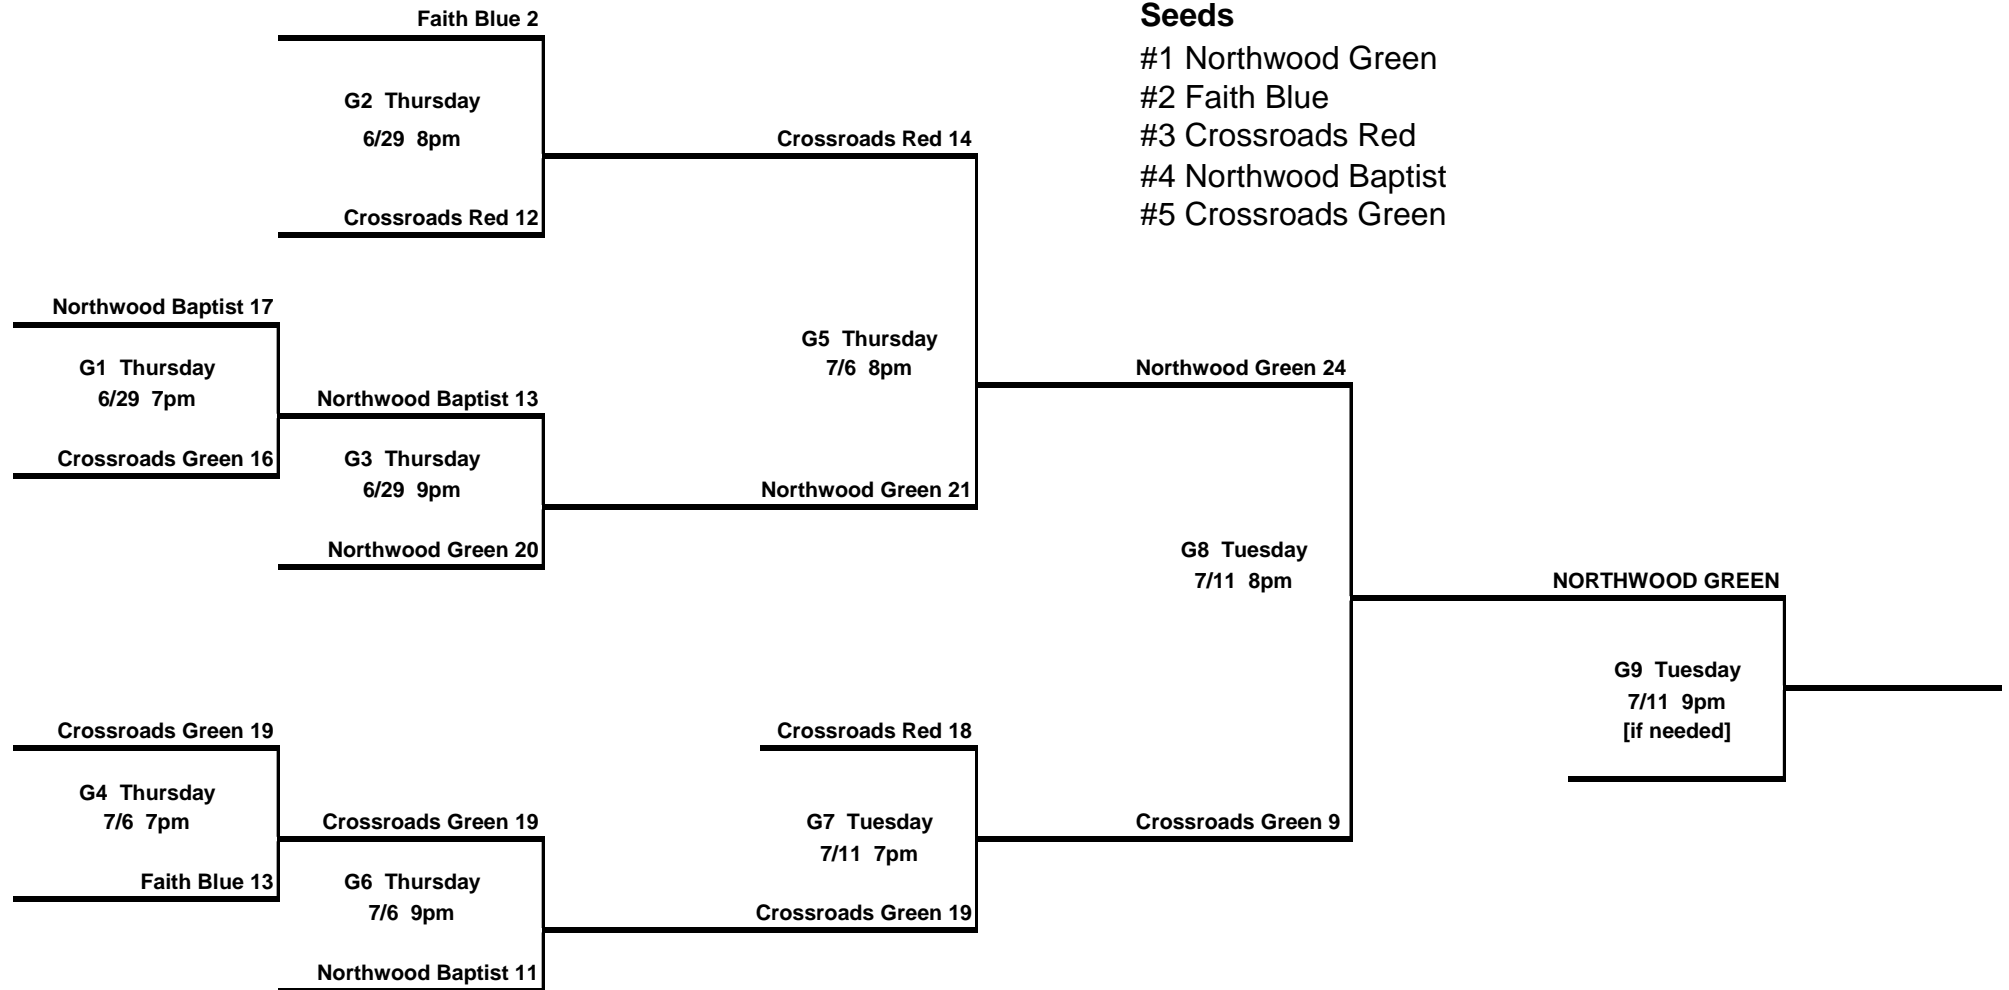 Faith Blue 2
Seeds
#1 Northwood Green
#2 Faith Blue
#3 Crossroads Red
#4 Northwood Baptist
#5 Crossroads Green
G2 Thursday
6/29 8pm
Crossroads Red 14
Crossroads Red 12
Northwood Baptist 17
G1 Thursday
6/29 7pm
Northwood Baptist 13
Crossroads Green 16
G3 Thursday
6/29 9pm
Northwood Green 20
G5 Thursday
7/6 8pm
Northwood Green 24
Northwood Green 21
G8 Tuesday
7/11 8pm
NORTHWOOD GREEN
G9 Tuesday
7/11 9pm
[if needed]
Crossroads Green 19
G4 Thursday
7/6 7pm
Crossroads Green 19
Faith Blue 13
G6 Thursday
7/6 9pm
Northwood Baptist 11
Crossroads Red 18
G7 Tuesday
7/11 7pm
Crossroads Green 9
Crossroads Green 19